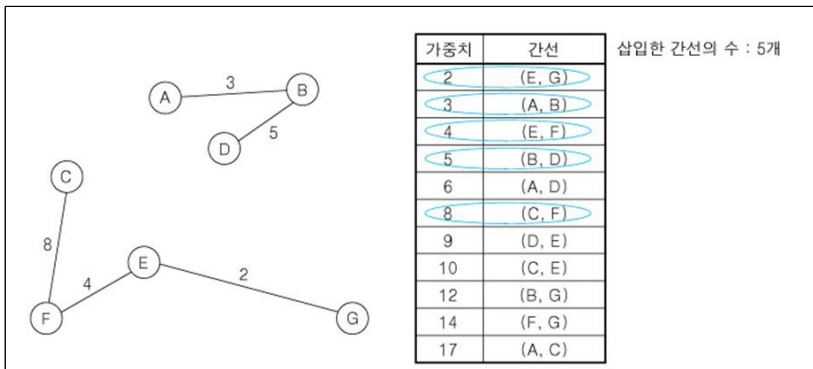 가중치 간선
2 (E, G)
3 (A, B)
4 (E, F)
5 (B, D)
6 (A, D)
8 (C, F)
9 (D, E)
10 (C, E)
12 (B, G)
14 (F, G)
17 (A, C)
삽입한 간선의 수 : 5개
A
3
B
D
5
C
8
E
4
2
F
G